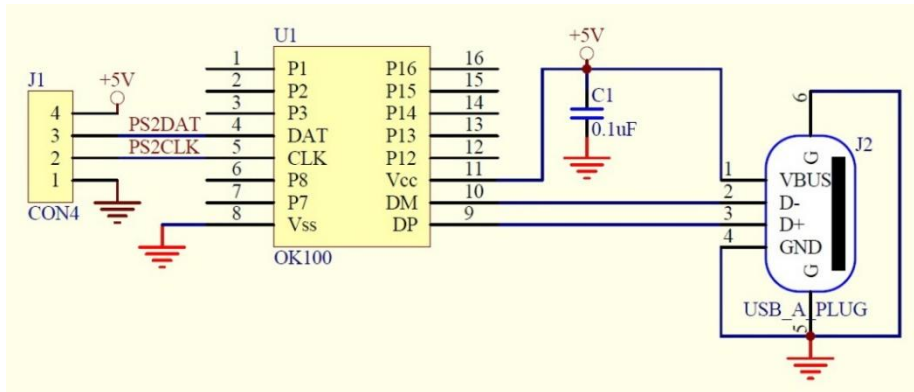 J1
+5V
4
3
2
1
CON4
PS2DAT
PS2CLK
U1
1 P1 P16 16
2 P2 P15 15
3 P3 P14 14
4 DAT P13 13
5 CLK P12 12
6 P8 Vcc 11
7 P7 DM 10
8 Vss DP 9
OK100
+5V
C1
0.1uF
6
J2
G
1 VBUS
2 D-
3 D+
4 GND
G
USB_A_PLUG
5